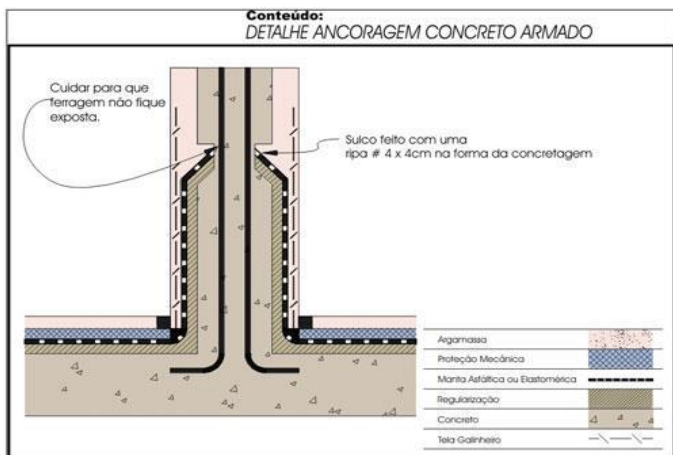 Conteúdo:
DETALHE ANCORAGEM CONCRETO ARMADO
Cuidar para que
ferragem não fique
exposta.
Sulco feito com uma
ripa # 4 x 4cm na forma da concretagem
Argamassa
Proteção Mecânica
Manta Asfáltica ou Elastomérica
Regularização
Concreto
Tela Galinheiro